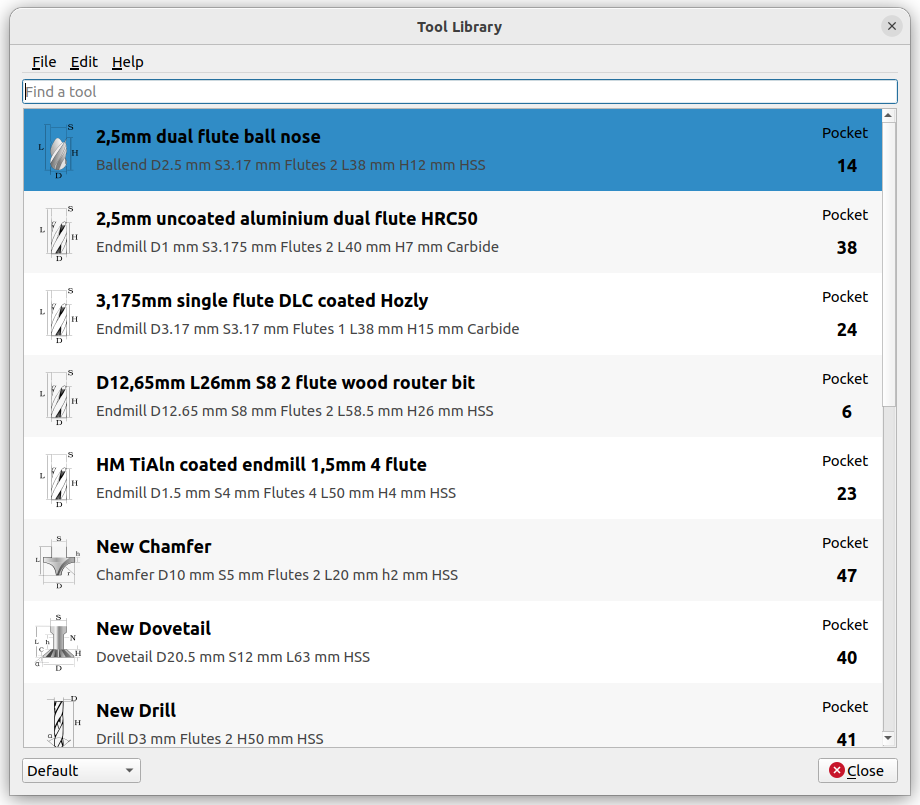 Tool Library
File Edit Help
Find a tool
2,5mm dual flute ball nose
Pocket
Ballend D2.5 mm S3.17 mm Flutes 2 L38 mm H12 mm HSS
14
2,5mm uncoated aluminium dual flute HRC50
Pocket
Endmill D1 mm S3.175 mm Flutes 2 L40 mm H7 mm Carbide
38
3,175mm single flute DLC coated Hozly
Pocket
Endmill D3.17 mm S3.17 mm Flutes 1 L38 mm H15 mm Carbide
24
D12,65mm L26mm S8 2 flute wood router bit
Pocket
Endmill D12.65 mm S8 mm Flutes 2 L58.5 mm H26 mm HSS
6
HM TiAln coated endmill 1,5mm 4 flute
Pocket
Endmill D1.5 mm S4 mm Flutes 4 L50 mm H4 mm HSS
23
New Chamfer
Pocket
Chamfer D10 mm S5 mm Flutes 2 L20 mm h2 mm HSS
47
New Dovetail
Pocket
Dovetail D20.5 mm S12 mm L63 mm HSS
40
New Drill
Pocket
Drill D3 mm Flutes 2 H50 mm HSS
41
Default
Close